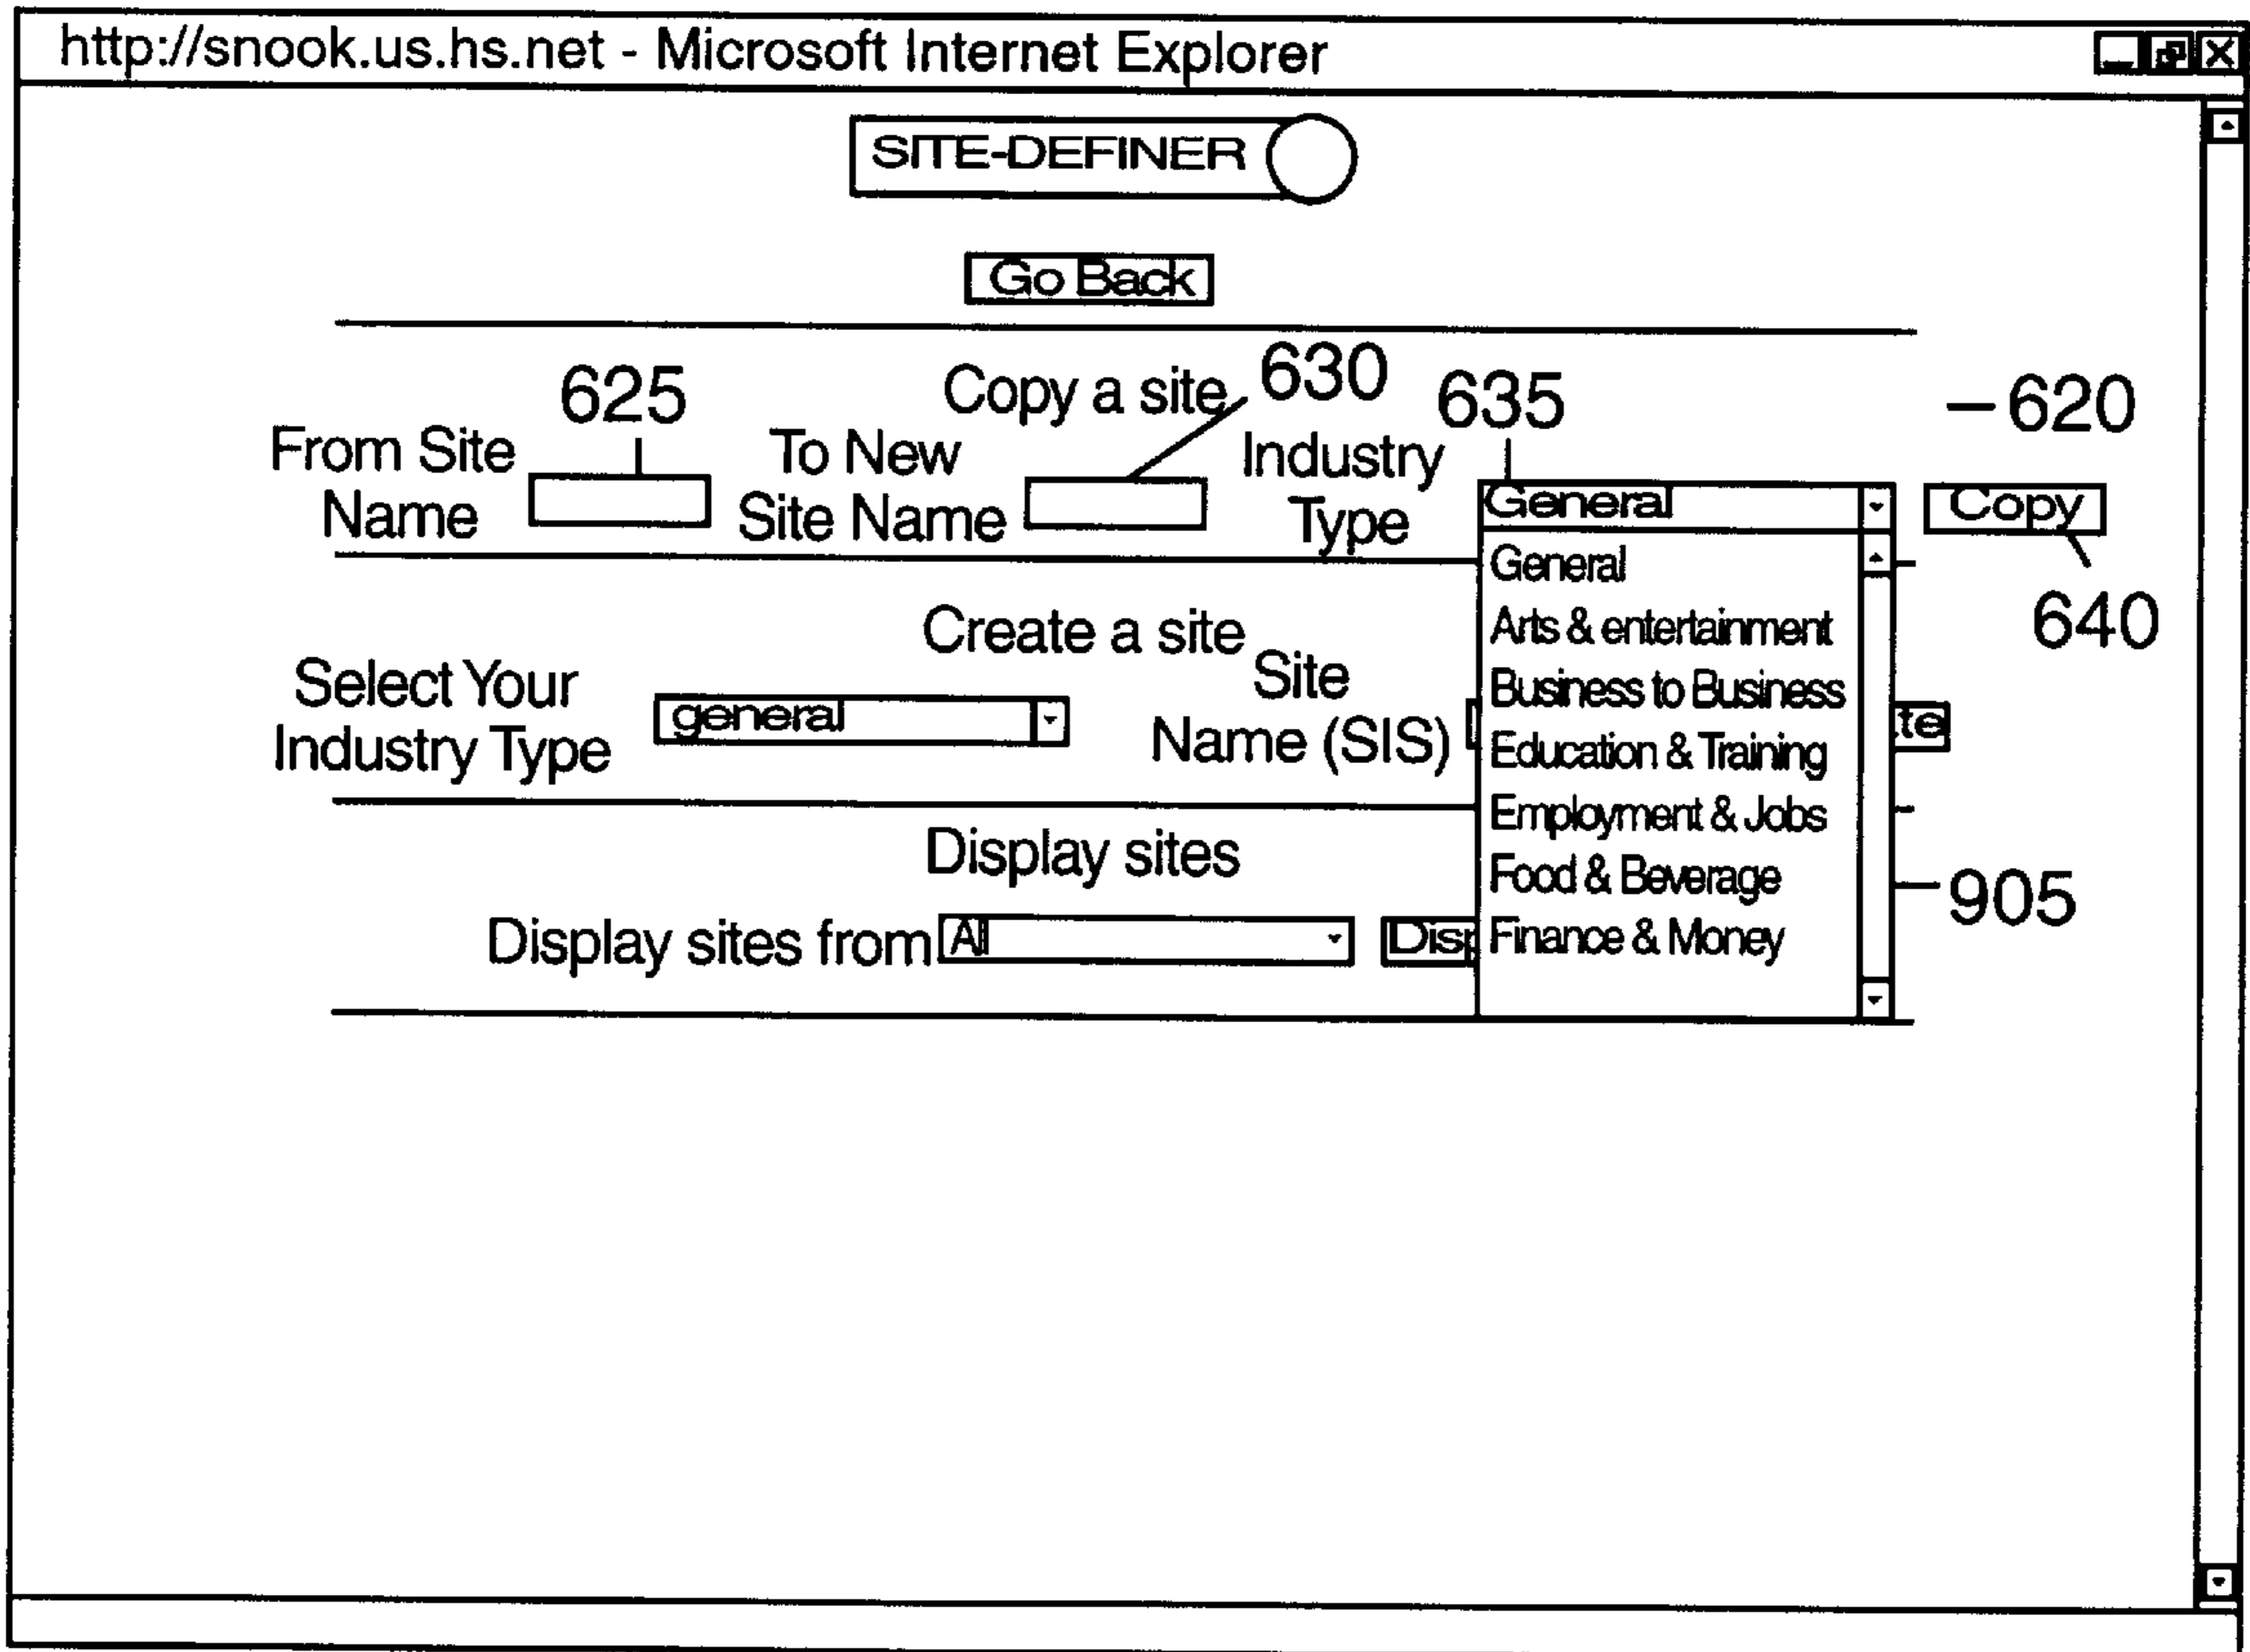 http://snook.us.hs.net - Microsoft Internet Explorer
SITE-DEFINER
Go Back
Copy a site
625
630
635
620
From Site Name
To New Site Name
Industry Type
General
Copy
640
General
Arts & entertainment
Business to Business
Education & Training
Employment & Jobs
Food & Beverage
Finance & Money
905
Create a site
Select Your Industry Type
general
Site Name (SIS)
te
Display sites
Display sites from
All
Disp